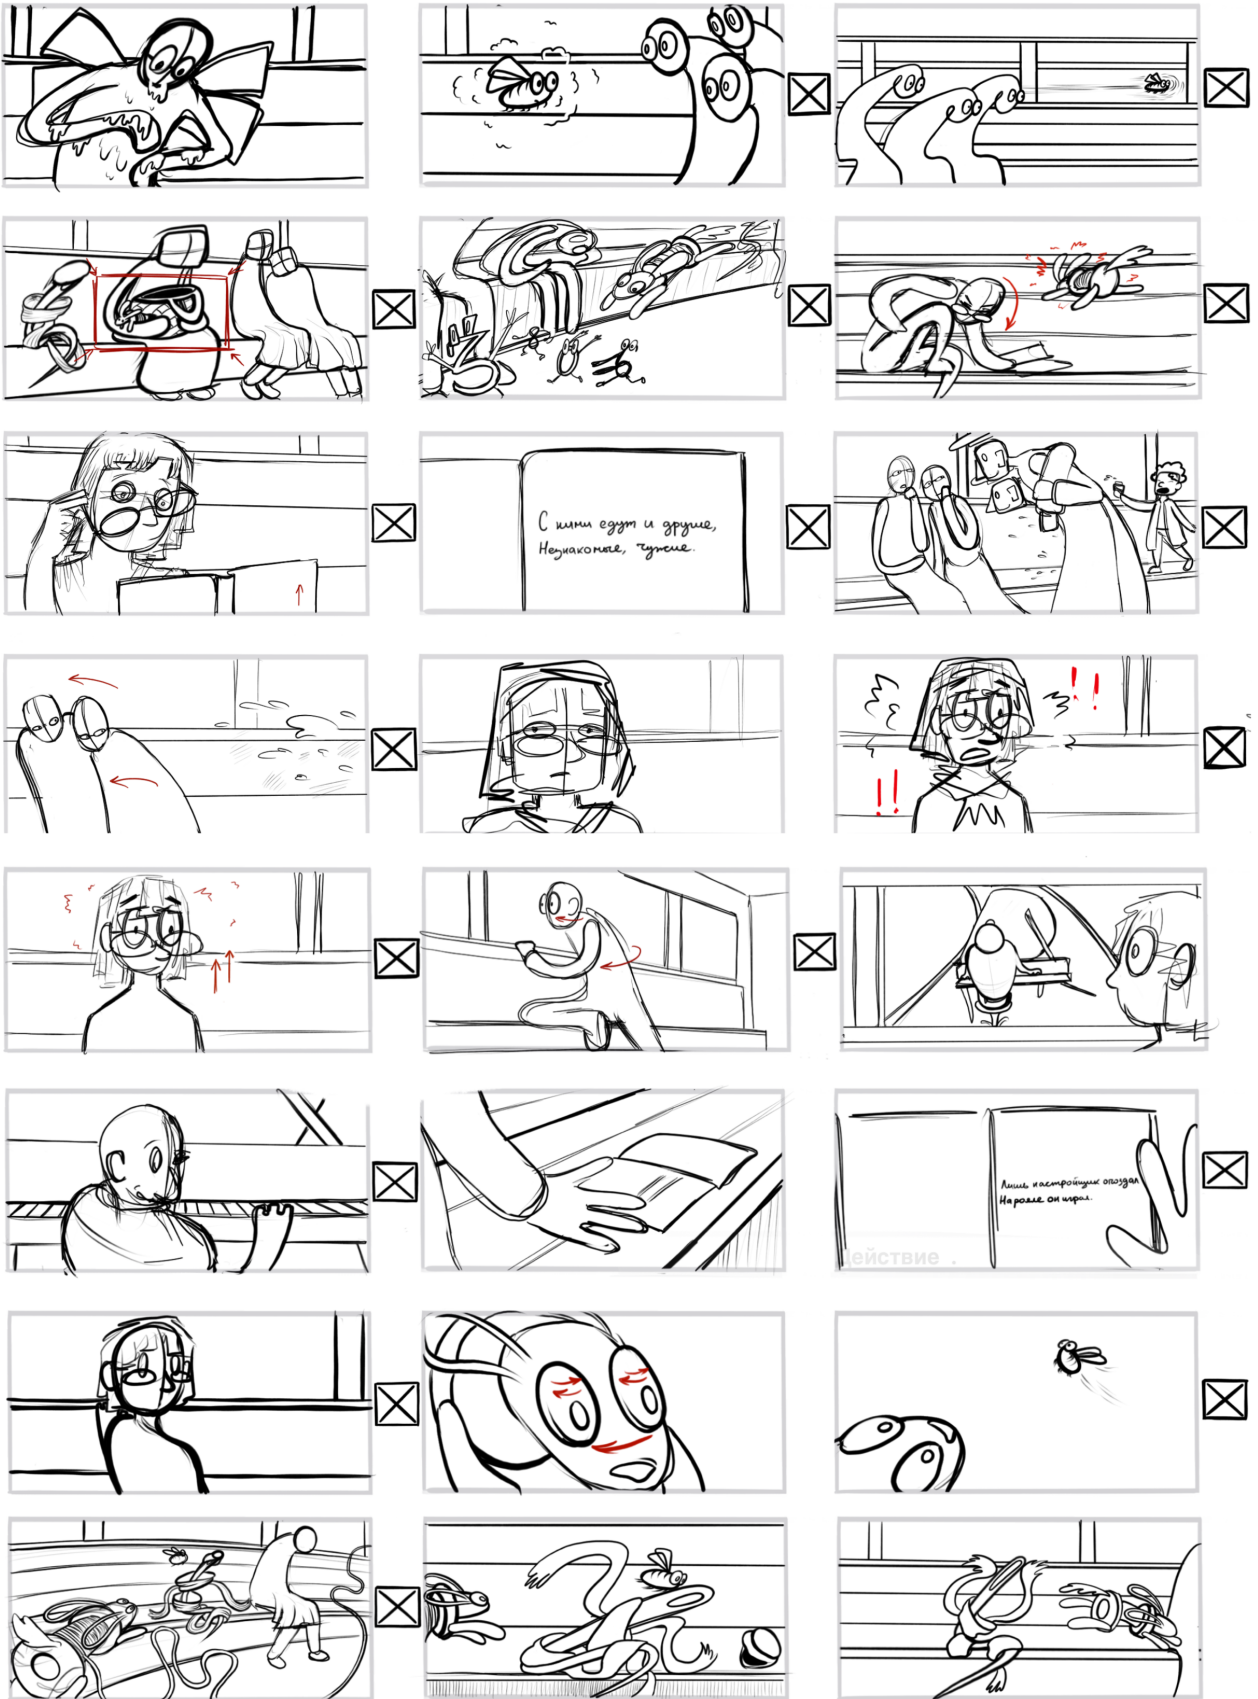 С ними едут и другие,
Незнакомые, чужие.
!!
!!
Лишь настройщик опоздал
На рояле он играл.
Действие .